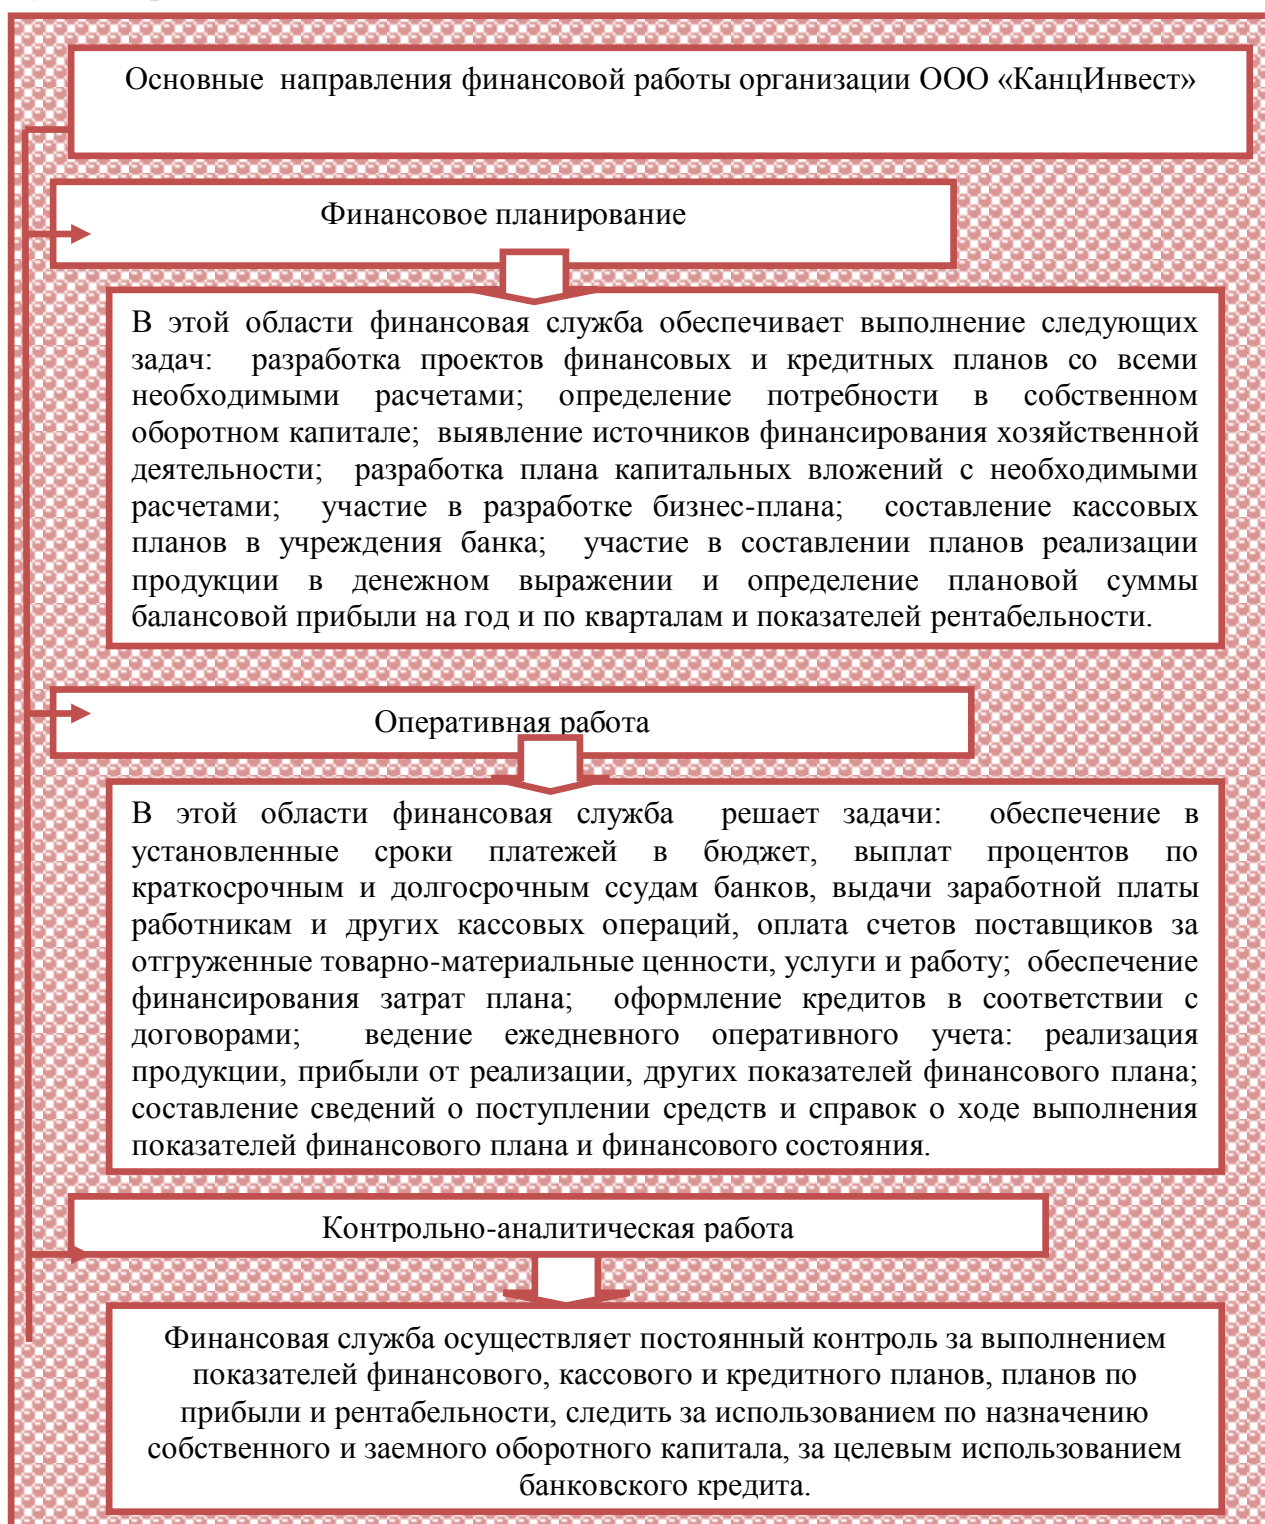 Основные направления финансовой работы организации ООО «КанцИнвест»
Финансовое планирование
В этой области финансовая служба обеспечивает выполнение следующих
задач: разработка проектов финансовых и кредитных планов со всеми
необходимыми расчетами; определение потребности в собственном
оборотном капитале; выявление источников финансирования хозяйственной
деятельности; разработка плана капитальных вложений с необходимыми
расчетами; участие в разработке бизнес-плана; составление кассовых
планов в учреждения банка; участие в составлении планов реализации
продукции в денежном выражении и определение плановой суммы
балансовой прибыли на год и по кварталам и показателей рентабельности.
Оперативная работа
В этой области финансовая служба решает задачи: обеспечение в
установленные сроки платежей в бюджет, выплат процентов по
краткосрочным и долгосрочным ссудам банков, выдачи заработной платы
работникам и других кассовых операций, оплата счетов поставщиков за
отгруженные товарно-материальные ценности, услуги и работу; обеспечение
финансирования затрат плана; оформление кредитов в соответствии с
договорами; ведение ежедневного оперативного учета: реализация
продукции, прибыли от реализации, других показателей финансового плана;
составление сведений о поступлении средств и справок о ходе выполнения
показателей финансового плана и финансового состояния.
Контрольно-аналитическая работа
Финансовая служба осуществляет постоянный контроль за выполнением
показателей финансового, кассового и кредитного планов, планов по
прибыли и рентабельности, следить за использованием по назначению
собственного и заемного оборотного капитала, за целевым использованием
банковского кредита.